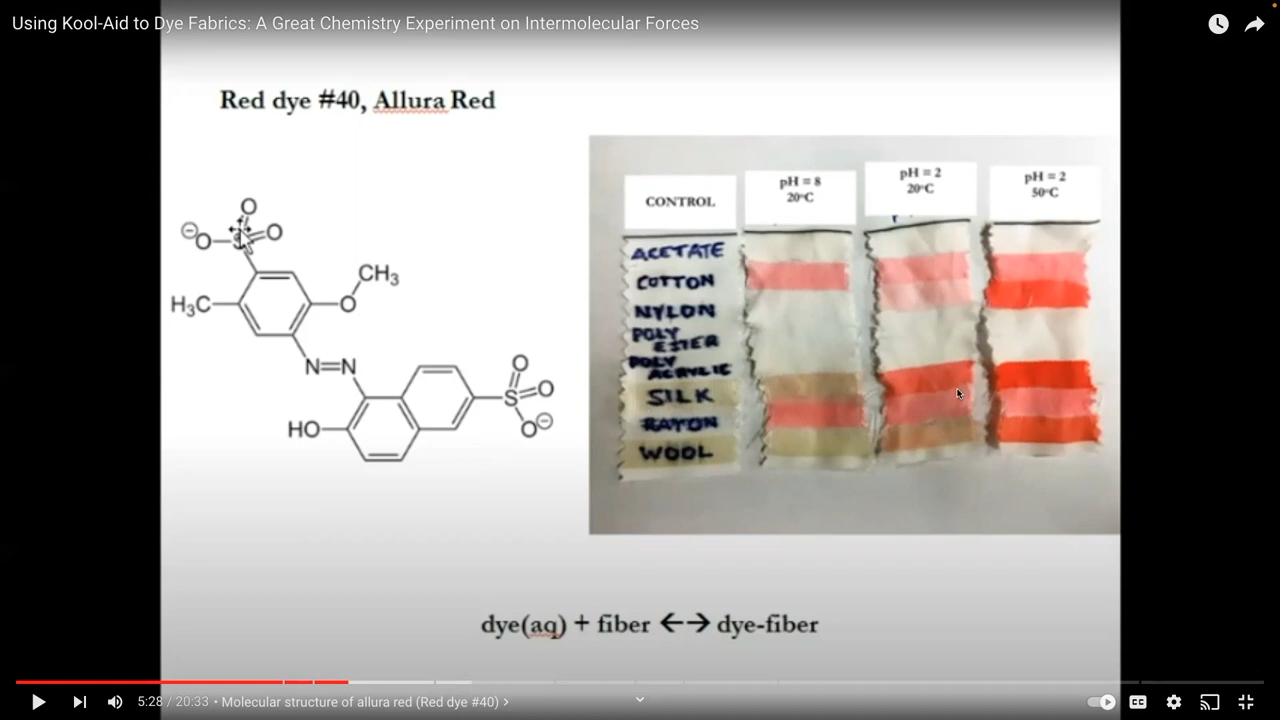 Using Kool-Aid to Dye Fabrics: A Great Chemistry Experiment on Intermolecular Forces
Red dye #40, Allura Red
⊖O
S
O
O
CH3
H3C
O
N=N
HO
O
S
O
O⊖
CONTROL
ACETATE
COTTON
NYLON
POLY
ESTER
POLY
ACRYLIC
SILK
RAYON
WOOL
pH = 8
20°C
pH = 2
20°C
pH = 2
50°C
dye(aq) + fiber ←→ dye-fiber
5:28 / 20:33 • Molecular structure of allura red (Red dye #40) >
CC